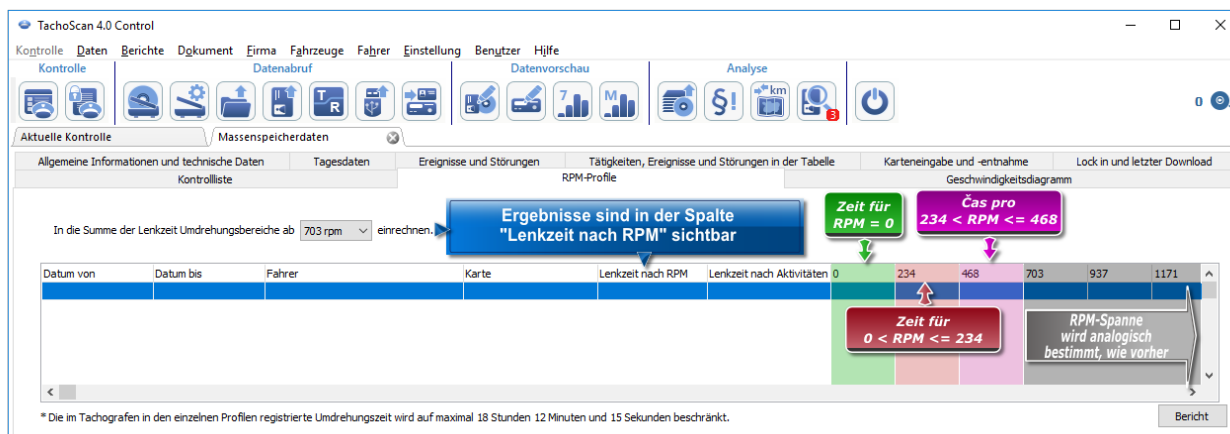 TachoScan 4.0 Control
Kontrolle Daten Berichte Dokument Firma Fahrzeuge Fahrer Einstellung Benutzer Hilfe
Kontrolle Datenabruf Datenvorschau Analyse
T R 7 M §! km 3 0
Aktuelle Kontrolle Massenspeicherdaten
Allgemeine Informationen und technische Daten Tagesdaten Ereignisse und Störungen Tätigkeiten, Ereignisse und Störungen in der Tabelle Karteneingabe und -entnahme Lock in und letzter Download
Kontrollliste RPM-Profile Geschwindigkeitsdiagramm
In die Summe der Lenkzeit Umdrehungsbereiche ab 703 rpm einrechnen.
Ergebnisse sind in der Spalte
"Lenkzeit nach RPM" sichtbar
Zeit für
RPM = 0
Čas pro
234 < RPM <= 468
Datum von Datum bis Fahrer Karte Lenkzeit nach RPM Lenkzeit nach Aktivitäten 0 234 468 703 937 1171
Zeit für
0 < RPM <= 234
RPM-Spanne
wird analogisch
bestimmt, wie vorher
* Die im Tachografen in den einzelnen Profilen registrierte Umdrehungszeit wird auf maximal 18 Stunden 12 Minuten und 15 Sekunden beschränkt.
Bericht